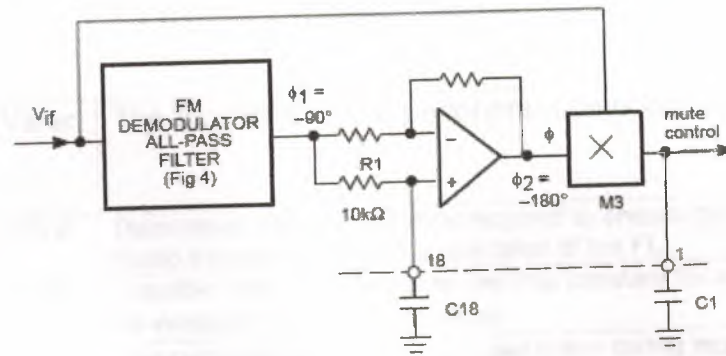 Vif
FM
DEMODULATOR
ALL-PASS
FILTER
(Fig 4)
ϕ1 =
–90°
R1
10kΩ
–
+
ϕ
ϕ2 =
–180°
×
M3
mute
control
18
C18
1
C1